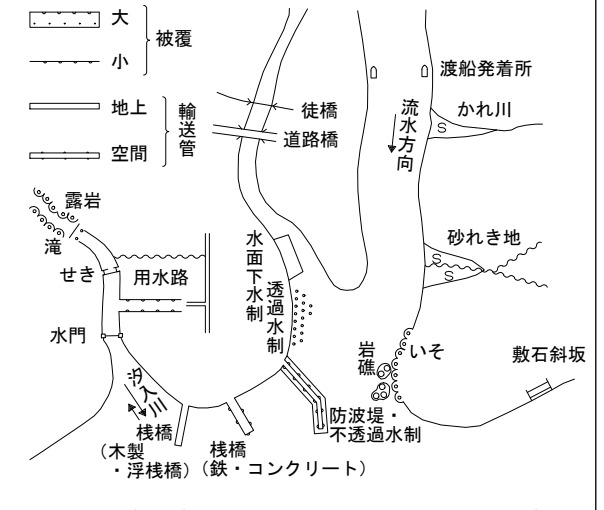 大
小
被覆
地上
空間
輸送管
渡船発着所
かれ川
S
流水方向
徒橋
道路橋
砂れき地
S
S
露岩
滝
せき
用水路
水門
水面下水制
透過水制
汐入川
岩礁
いそ
敷石斜坂
防波堤・
不透過水制
桟橋
（木製
・浮桟橋）
桟橋
（鉄・コンクリート）